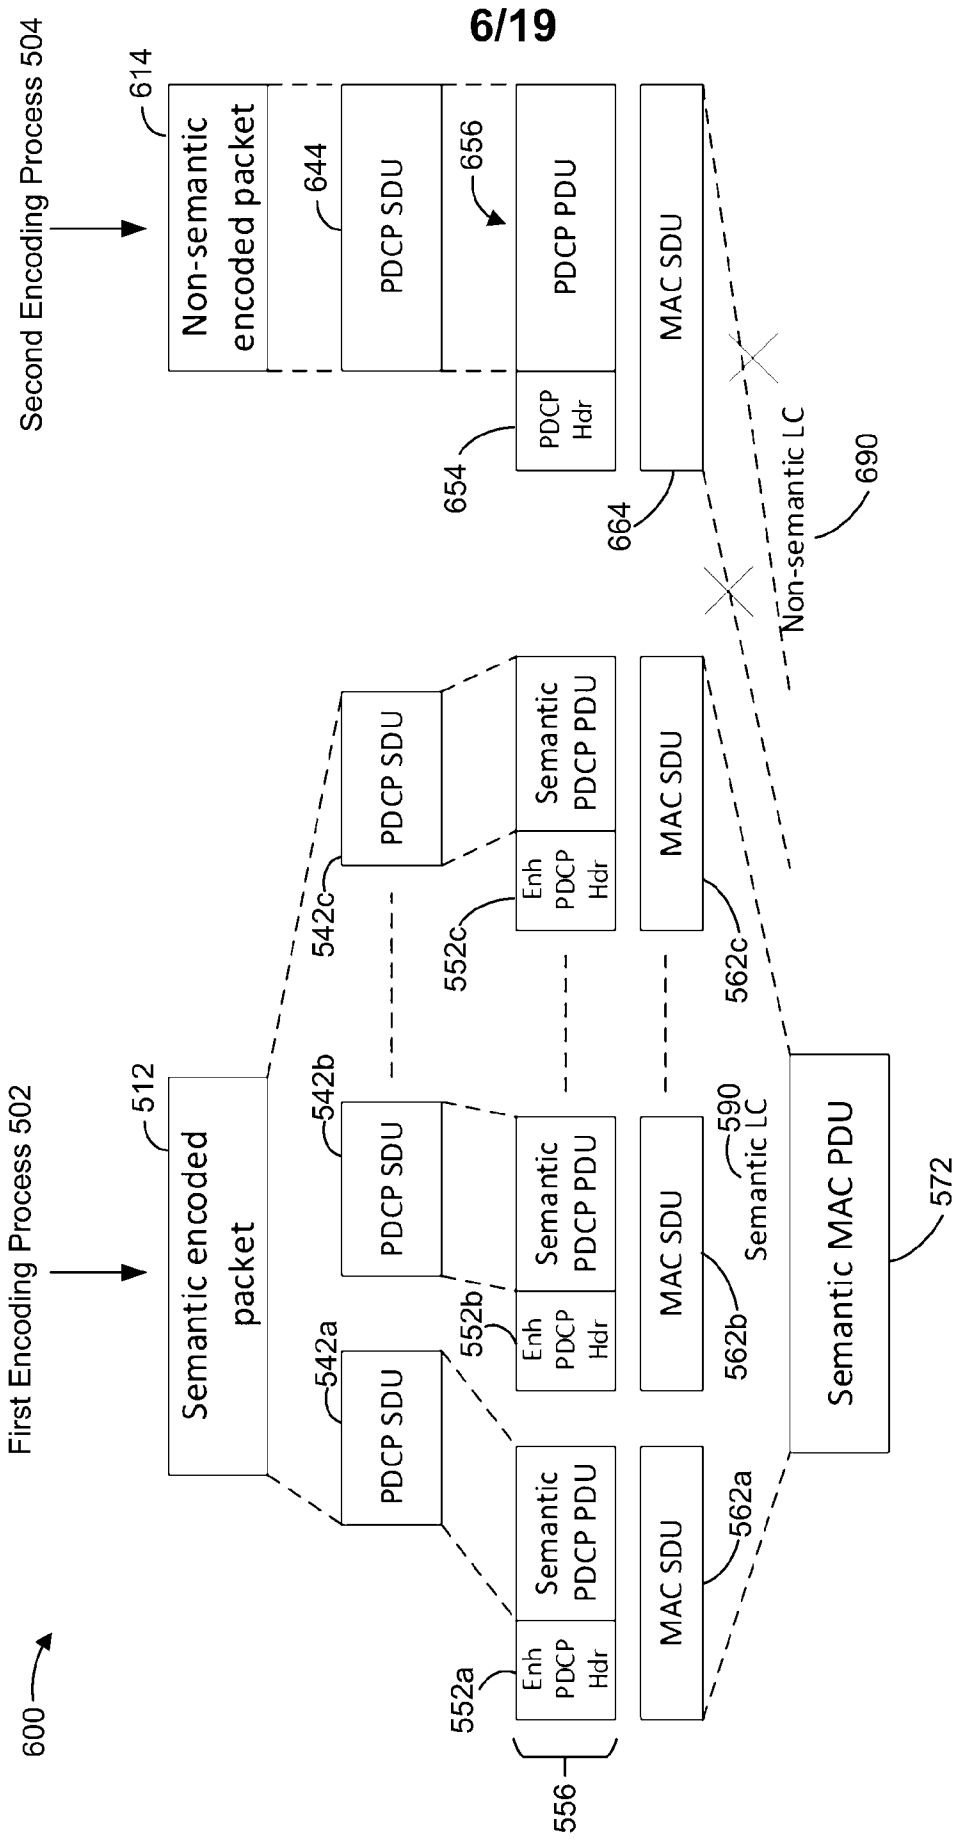 6/19
600
First Encoding Process 502
Second Encoding Process 504
512
Semantic encoded
packet
614
Non-semantic
encoded packet
542a
PDCP SDU
542b
PDCP SDU
542c
PDCP SDU
644
PDCP SDU
556
552a
Enh
PDCP
Hdr
Semantic
PDCP PDU
552b
Enh
PDCP
Hdr
Semantic
PDCP PDU
552c
Enh
PDCP
Hdr
Semantic
PDCP PDU
654
PDCP
Hdr
656
PDCP PDU
MAC SDU
562a
MAC SDU
562b
MAC SDU
562c
MAC SDU
664
590
Semantic LC
Non-semantic LC
690
Semantic MAC PDU
572